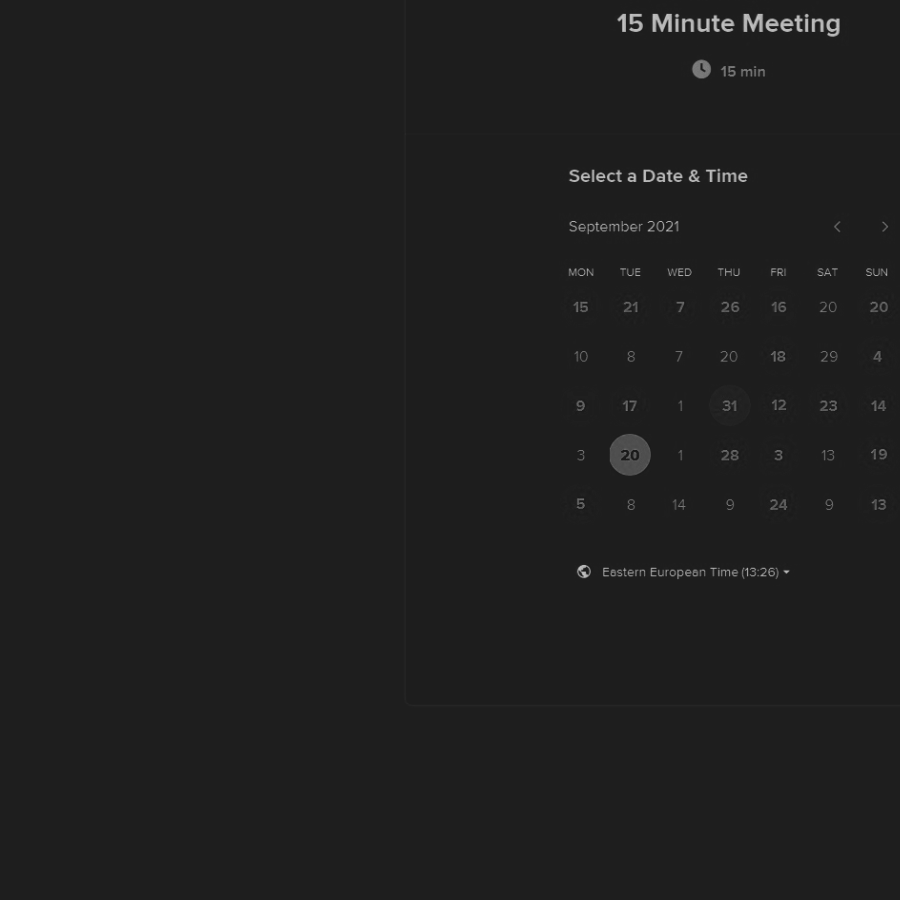 15 Minute Meeting
15 min
Select a Date & Time
September 2021
MON TUE WED THU FRI SAT SUN
15 21 7 26 16 20 20
10 8 7 20 18 29 4
9 17 1 31 12 23 14
3 20 1 28 3 13 19
5 8 14 9 24 9 13
Eastern European Time (13:26)